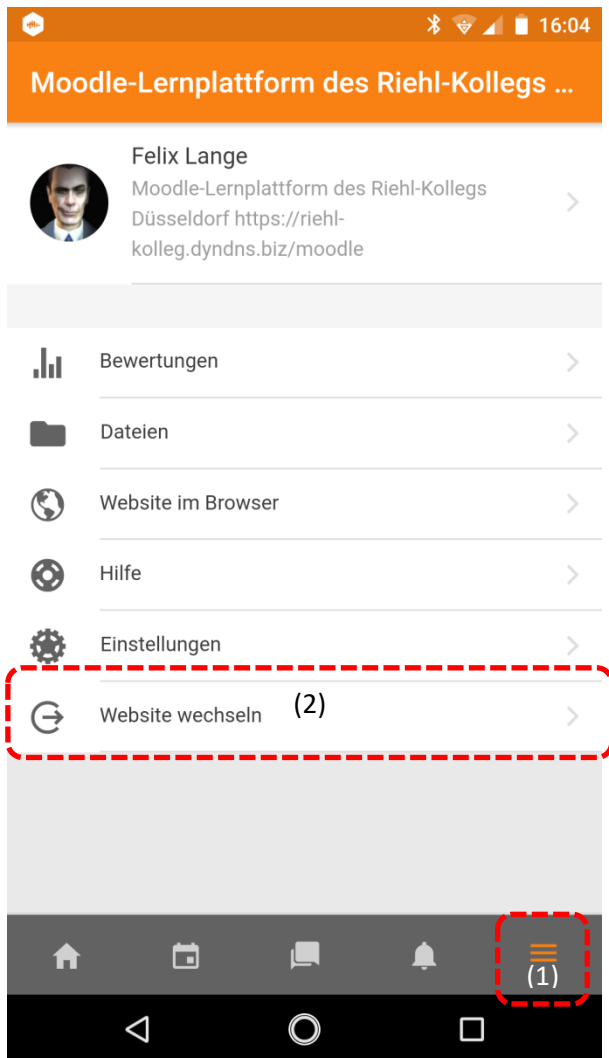 16:04
Moodle-Lernplattform des Riehl-Kollegs ...
Felix Lange
Moodle-Lernplattform des Riehl-Kollegs
Düsseldorf https://riehl-
kolleg.dyndns.biz/moodle
Bewertungen
Dateien
Website im Browser
Hilfe
Einstellungen
Website wechseln (2)
(1)